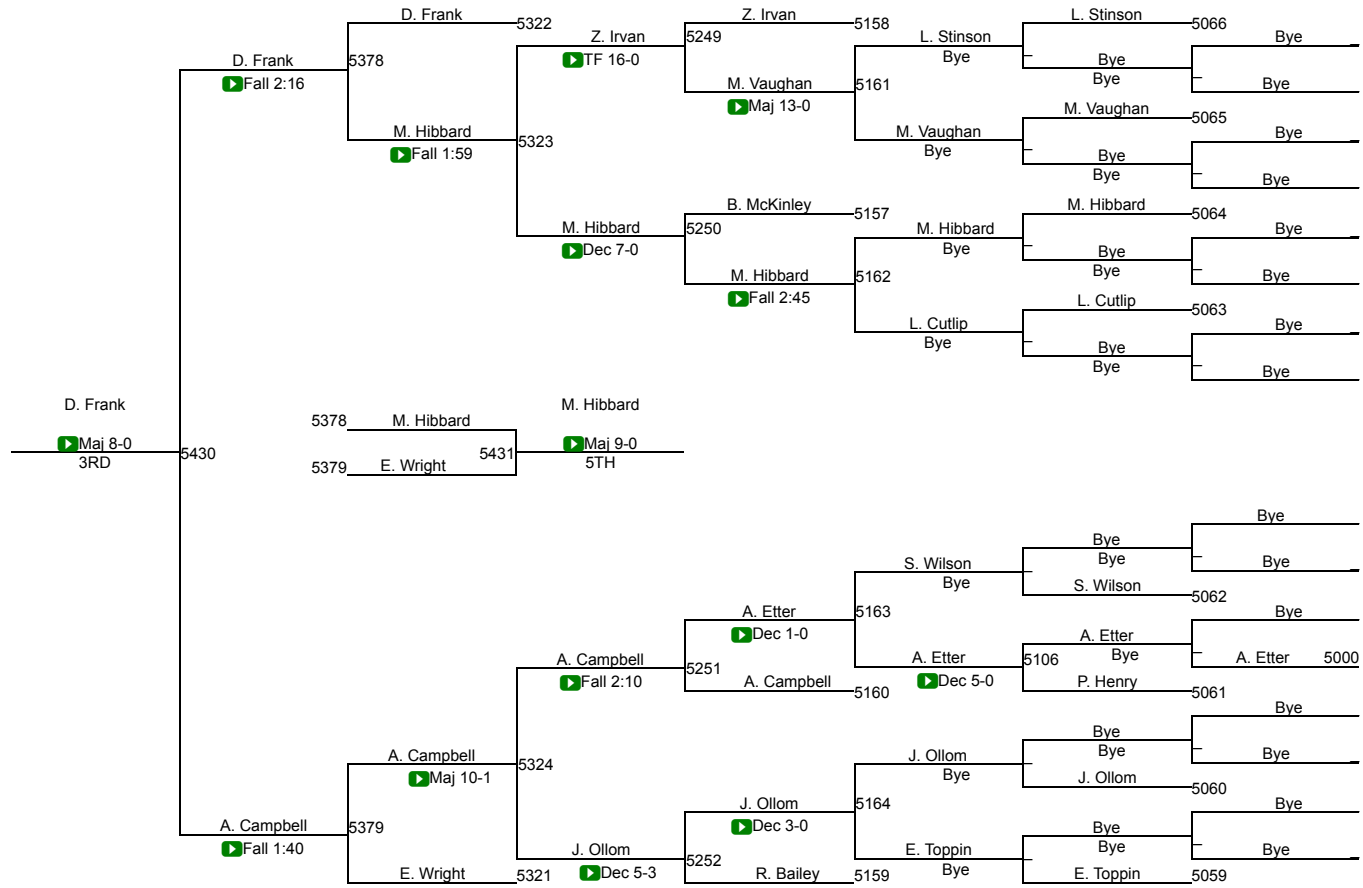 D. Frank 5322 Z. Irvan 5158 L. Stinson 5066
Z. Irvan 5249 L. Stinson Bye
D. Frank 5378 TF 16-0 Bye Bye
Fall 2:16 M. Vaughan 5161 Bye Bye
Maj 13-0 M. Vaughan 5065
M. Hibbard 5323 M. Vaughan Bye
Fall 1:59 Bye Bye
Bye Bye
B. McKinley 5157 M. Hibbard 5064
M. Hibbard 5250 M. Hibbard Bye
Dec 7-0 Bye Bye
M. Hibbard 5162 Bye Bye
Fall 2:45 L. Cutlip 5063
L. Cutlip Bye
Bye Bye
Bye Bye
D. Frank M. Hibbard
5378 M. Hibbard
Maj 8-0 5430 5431 Maj 9-0
3RD 5379 E. Wright 5TH
Bye
Bye
S. Wilson Bye Bye
Bye S. Wilson 5062
A. Etter 5163 Bye
Dec 1-0 A. Etter
A. Campbell A. Etter 5106 Bye A. Etter 5000
Fall 2:10 5251 A. Campbell 5160 Dec 5-0 P. Henry 5061
Bye
Bye
A. Campbell 5324 J. Ollom Bye Bye
Maj 10-1 Bye J. Ollom 5060
J. Ollom 5164 Bye
A. Campbell 5379 Dec 3-0 Bye
Fall 1:40 J. Ollom 5252 E. Toppin Bye
E. Wright 5321 Dec 5-3 R. Bailey 5159 Bye E. Toppin 5059